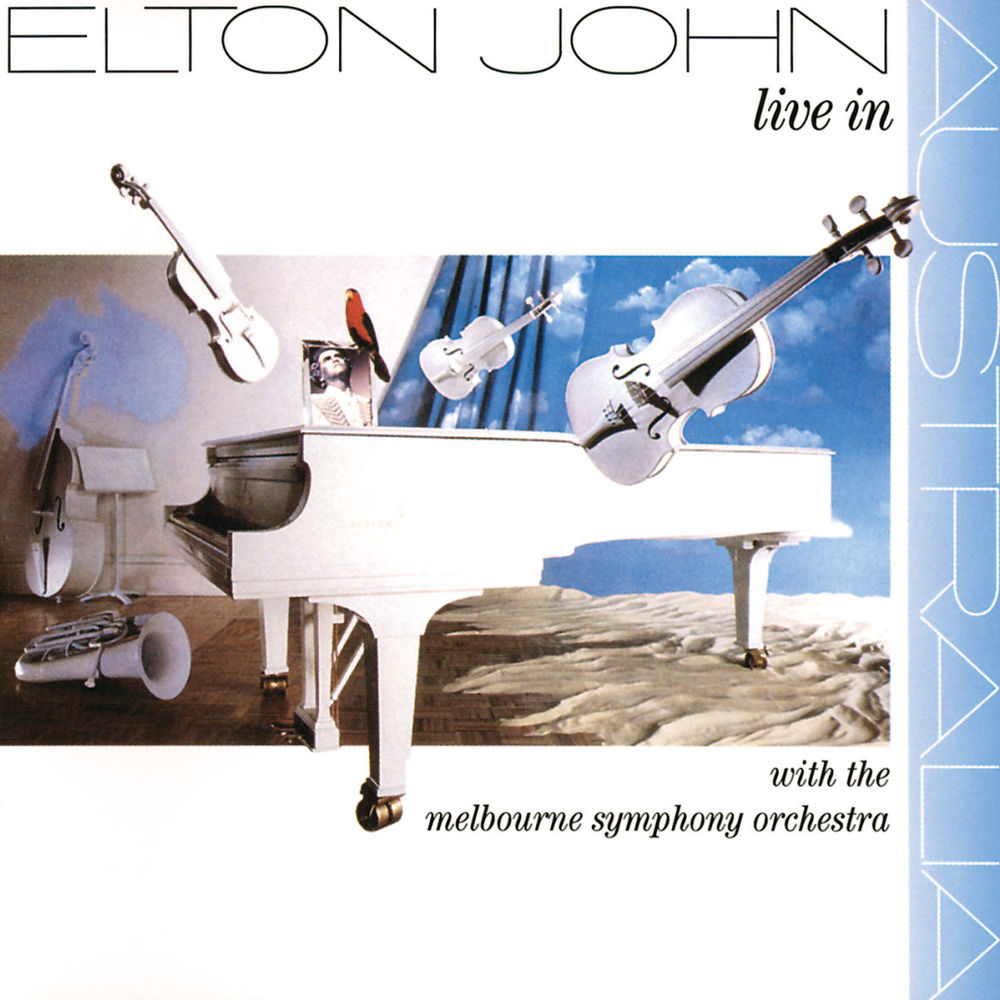 ELTON JOHN
live in
AUSTRALIA
with the
melbourne symphony orchestra